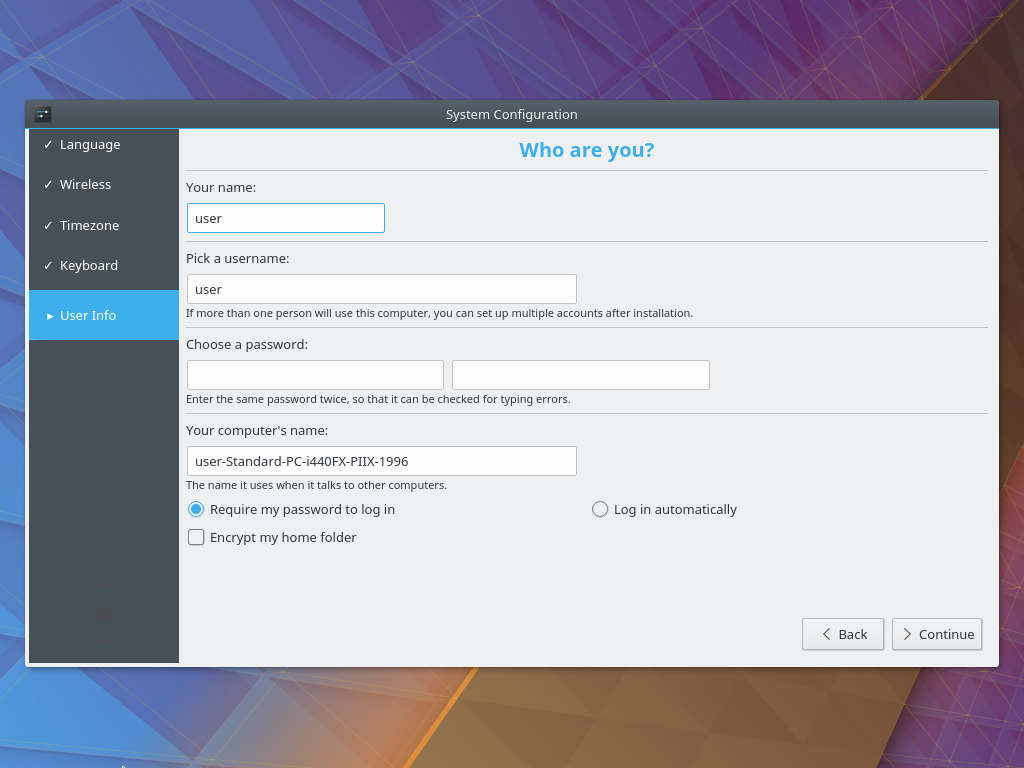 System Configuration
✓ Language
✓ Wireless
✓ Timezone
✓ Keyboard
▸ User Info
Who are you?
Your name:
user
Pick a username:
user
If more than one person will use this computer, you can set up multiple accounts after installation.
Choose a password:
Enter the same password twice, so that it can be checked for typing errors.
Your computer's name:
user-Standard-PC-i440FX-PIIX-1996
The name it uses when it talks to other computers.
Require my password to log in
Log in automatically
Encrypt my home folder
Back
Continue